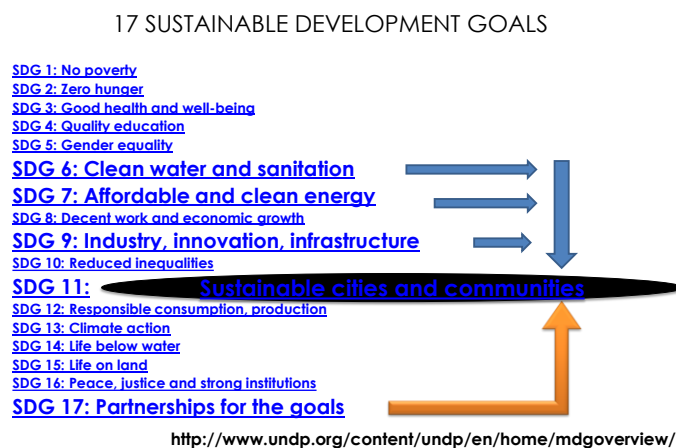 17 SUSTAINABLE DEVELOPMENT GOALS
SDG 1: No poverty
SDG 2: Zero hunger
SDG 3: Good health and well-being
SDG 4: Quality education
SDG 5: Gender equality
SDG 6: Clean water and sanitation
SDG 7: Affordable and clean energy
SDG 8: Decent work and economic growth
SDG 9: Industry, innovation, infrastructure
SDG 10: Reduced inequalities
SDG 11: Sustainable cities and communities
SDG 12: Responsible consumption, production
SDG 13: Climate action
SDG 14: Life below water
SDG 15: Life on land
SDG 16: Peace, justice and strong institutions
SDG 17: Partnerships for the goals
http://www.undp.org/content/undp/en/home/mdgoverview/